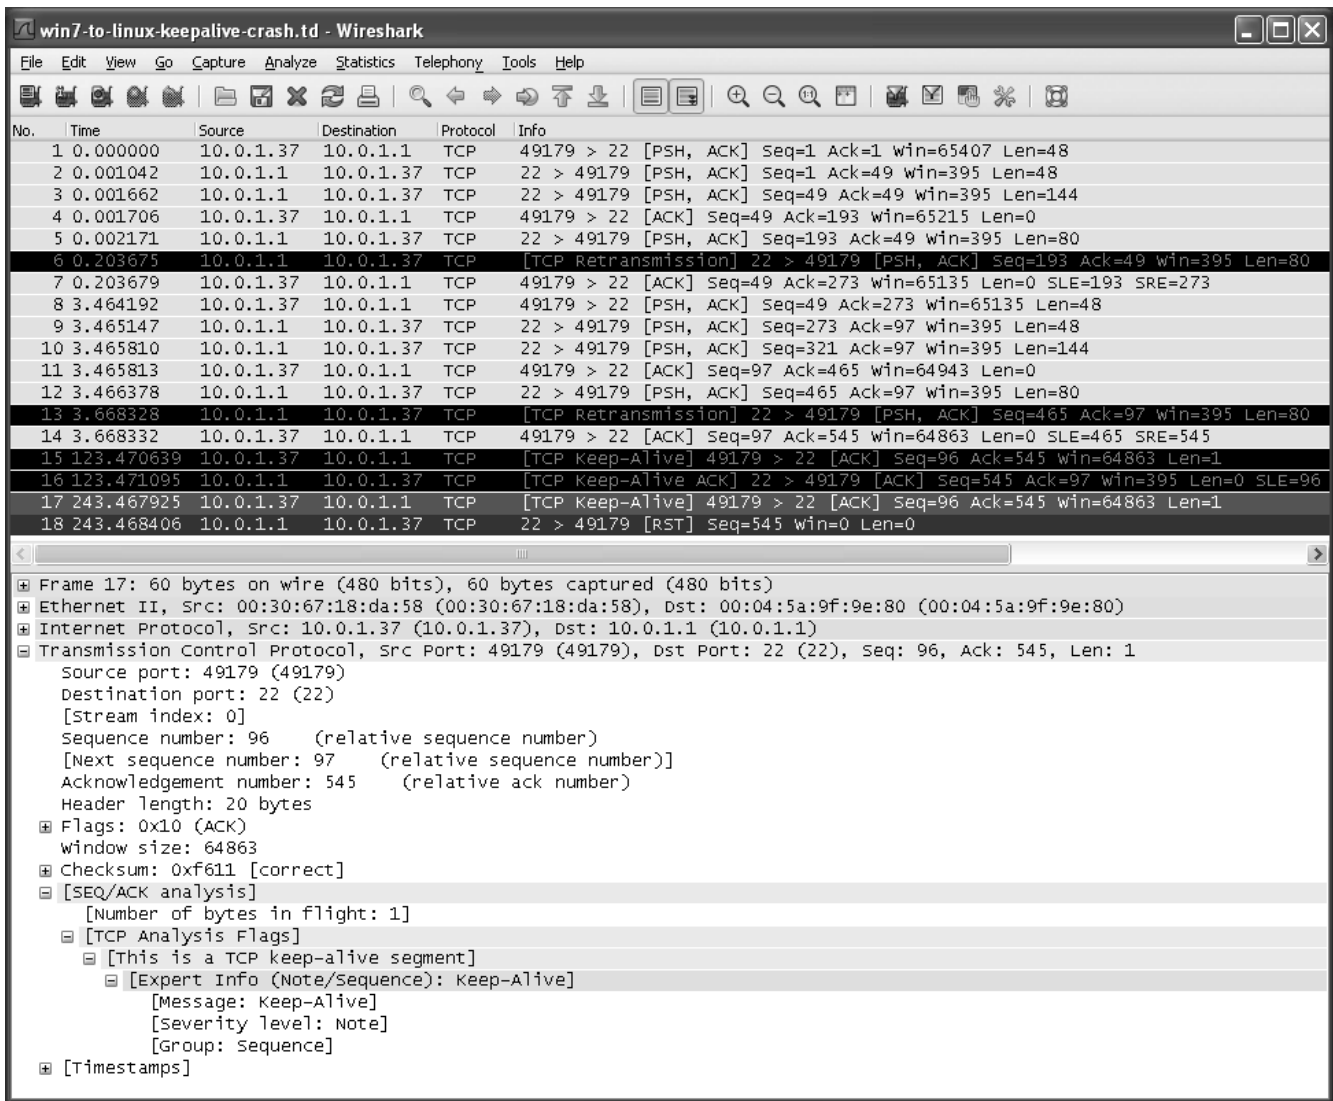 win7-to-linux-keepalive-crash.td - Wireshark
File Edit View Go Capture Analyze Statistics Telephony Tools Help
No. Time Source Destination Protocol Info
1 0.000000 10.0.1.37 10.0.1.1 TCP 49179 > 22 [PSH, ACK] Seq=1 Ack=1 Win=65407 Len=48
2 0.001042 10.0.1.1 10.0.1.37 TCP 22 > 49179 [PSH, ACK] Seq=1 Ack=49 Win=395 Len=48
3 0.001662 10.0.1.1 10.0.1.37 TCP 22 > 49179 [PSH, ACK] Seq=49 Ack=49 Win=395 Len=144
4 0.001706 10.0.1.37 10.0.1.1 TCP 49179 > 22 [ACK] Seq=49 Ack=193 Win=65215 Len=0
5 0.002171 10.0.1.1 10.0.1.37 TCP 22 > 49179 [PSH, ACK] Seq=193 Ack=49 Win=395 Len=80
6 0.203675 10.0.1.1 10.0.1.37 TCP [TCP Retransmission] 22 > 49179 [PSH, ACK] Seq=193 Ack=49 Win=395 Len=80
7 0.203679 10.0.1.37 10.0.1.1 TCP 49179 > 22 [ACK] Seq=49 Ack=273 Win=65135 Len=0 SLE=193 SRE=273
8 3.464192 10.0.1.37 10.0.1.1 TCP 49179 > 22 [PSH, ACK] Seq=49 Ack=273 Win=65135 Len=48
9 3.465147 10.0.1.1 10.0.1.37 TCP 22 > 49179 [PSH, ACK] Seq=273 Ack=97 Win=395 Len=48
10 3.465810 10.0.1.1 10.0.1.37 TCP 22 > 49179 [PSH, ACK] Seq=321 Ack=97 Win=395 Len=144
11 3.465813 10.0.1.37 10.0.1.1 TCP 49179 > 22 [ACK] Seq=97 Ack=465 Win=64943 Len=0
12 3.466378 10.0.1.1 10.0.1.37 TCP 22 > 49179 [PSH, ACK] Seq=465 Ack=97 Win=395 Len=80
13 3.668328 10.0.1.1 10.0.1.37 TCP [TCP Retransmission] 22 > 49179 [PSH, ACK] Seq=465 Ack=97 Win=395 Len=80
14 3.668332 10.0.1.37 10.0.1.1 TCP 49179 > 22 [ACK] Seq=97 Ack=545 Win=64863 Len=0 SLE=465 SRE=545
15 123.470639 10.0.1.37 10.0.1.1 TCP [TCP Keep-Alive] 49179 > 22 [ACK] Seq=96 Ack=545 Win=64863 Len=1
16 123.471095 10.0.1.1 10.0.1.37 TCP [TCP Keep-Alive ACK] 22 > 49179 [ACK] Seq=545 Ack=97 Win=395 Len=0 SLE=96
17 243.467925 10.0.1.37 10.0.1.1 TCP [TCP Keep-Alive] 49179 > 22 [ACK] Seq=96 Ack=545 Win=64863 Len=1
18 243.468406 10.0.1.1 10.0.1.37 TCP 22 > 49179 [RST] Seq=545 Win=0 Len=0
Frame 17: 60 bytes on wire (480 bits), 60 bytes captured (480 bits)
Ethernet II, Src: 00:30:67:18:da:58 (00:30:67:18:da:58), Dst: 00:04:5a:9f:9e:80 (00:04:5a:9f:9e:80)
Internet Protocol, Src: 10.0.1.37 (10.0.1.37), Dst: 10.0.1.1 (10.0.1.1)
Transmission Control Protocol, Src Port: 49179 (49179), Dst Port: 22 (22), Seq: 96, Ack: 545, Len: 1
Source port: 49179 (49179)
Destination port: 22 (22)
[Stream index: 0]
Sequence number: 96 (relative sequence number)
[Next sequence number: 97 (relative sequence number)]
Acknowledgement number: 545 (relative ack number)
Header length: 20 bytes
Flags: 0x10 (ACK)
Window size: 64863
Checksum: 0xf611 [correct]
[SEQ/ACK analysis]
[Number of bytes in flight: 1]
[TCP Analysis Flags]
[This is a TCP keep-alive segment]
[Expert Info (Note/Sequence): Keep-Alive]
[Message: Keep-Alive]
[Severity level: Note]
[Group: Sequence]
[Timestamps]